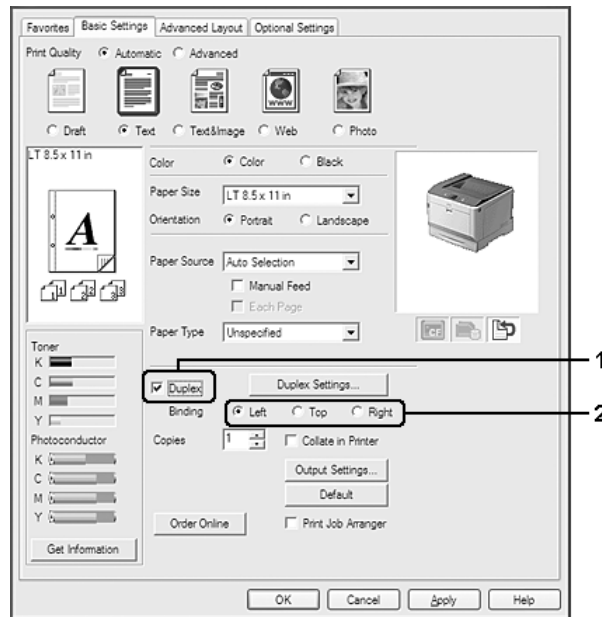 Favorites Basic Settings Advanced Layout Optional Settings
Print Quality Automatic Advanced
WWW
Draft Text Text&Image Web Photo
LT 8.5 x 11 in
Color Color Black
Paper Size LT 8.5 x 11 in
Orientation Portrait Landscape
A
Paper Source Auto Selection
Manual Feed
Each Page
Paper Type Unspecified
Toner
K
C
M
Y
Photoconductor
K
C
M
Y
Get Information
Duplex Duplex Settings... 1
Binding Left Top Right 2
Copies 1 Collate in Printer
Output Settings...
Default
Order Online Print Job Arranger
OK Cancel Apply Help